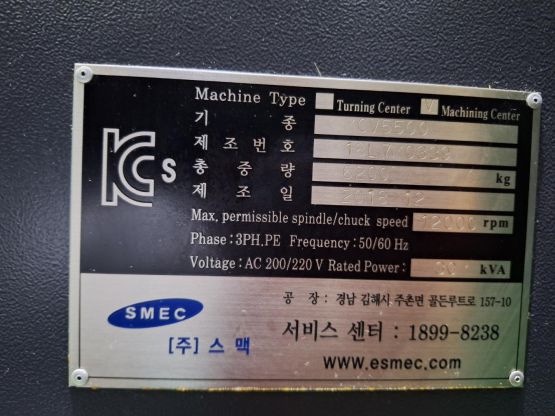 Machine Type Turning Center V Machining Center
기 종
제 조 번 호
총 중 량 kg
제 조 일
Max. permissible spindle/chuck speed 12000 rpm
Phase : 3PH.PE Frequency : 50/60 Hz
Voltage : AC 200/220 V Rated Power : 30 kVA
KCs
공 장 : 경남 김해시 주촌면 골든루트로 157-10
SMEC
서비스 센터 : 1899-8238
[주] 스 맥
www.esmec.com